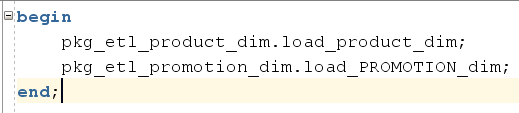 begin
pkg_etl_product_dim.load_product_dim;
pkg_etl_promotion_dim.load_PROMOTION_dim;
end;